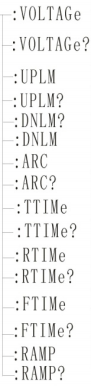 :VOLTAGe
:VOLTAGe?
:UPLM
:UPLM?
:DNLM?
:DNLM
:ARC
:ARC?
:TTIMe
:TTIMe?
:RTIMe
:RTIMe?
:FTIMe
:FTIMe?
:RAMP
:RAMP?